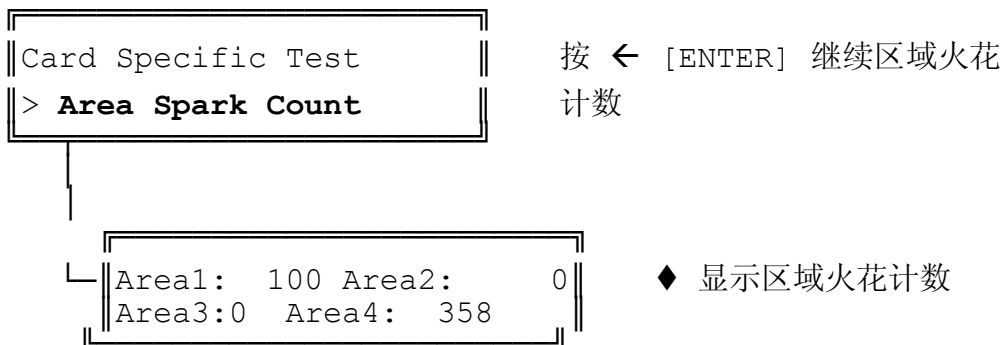 Card Specific Test
> Area Spark Count
按 ← [ENTER] 继续区域火花
计数
Area1: 100 Area2: 0
Area3:0 Area4: 358
♦ 显示区域火花计数